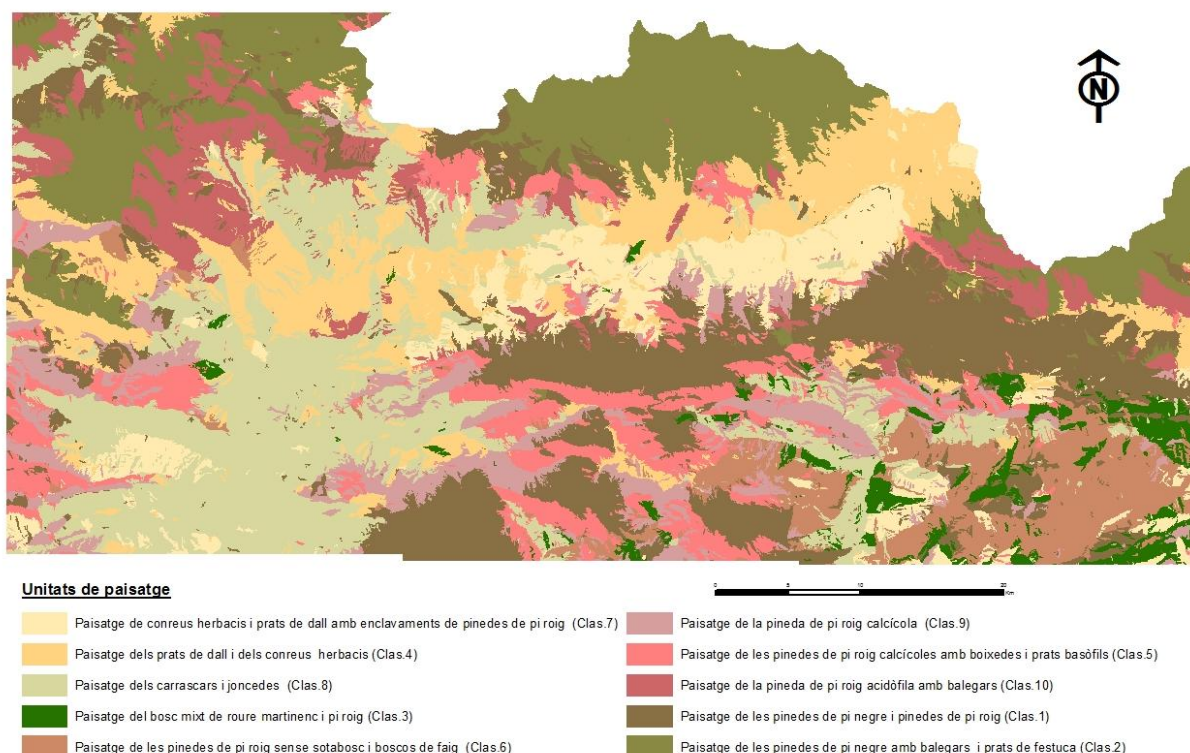 N
Unitats de paisatge
0 5 10 20
Km
Paisatge de conreus herbacis i prats de dall amb enclavaments de pinedes de pi roig (Clas.7)
Paisatge dels prats de dall i dels conreus herbacis (Clas.4)
Paisatge dels carrascars i joncedes (Clas.8)
Paisatge del bosc mixt de roure martinenc i pi roig (Clas.3)
Paisatge de les pinedes de pi roig sense sotabosc i boscos de faig (Clas.6)
Paisatge de la pineda de pi roig calcícola (Clas.9)
Paisatge de les pinedes de pi roig calcícoles amb boixedes i prats basòfils (Clas.5)
Paisatge de la pineda de pi roig acidòfila amb balegars (Clas.10)
Paisatge de les pinedes de pi negre i pinedes de pi roig (Clas.1)
Paisatge de les pinedes de pi negre amb balegars i prats de festuca (Clas.2)